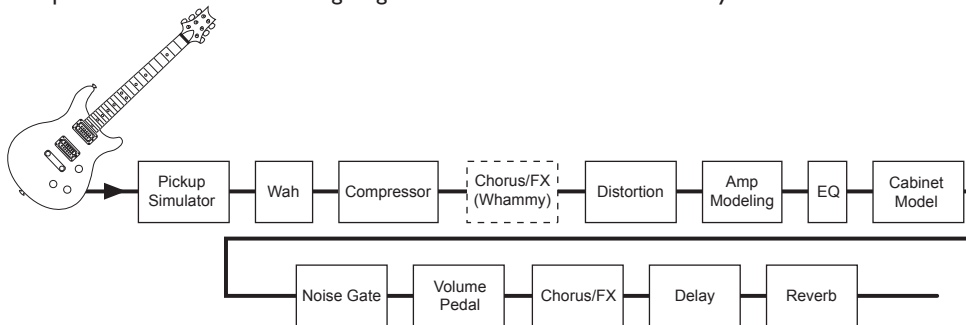 Pickup
Simulator
Wah
Compressor
Chorus/FX
(Whammy)
Distortion
Amp
Modeling
EQ
Cabinet
Model
Noise Gate
Volume
Pedal
Chorus/FX
Delay
Reverb